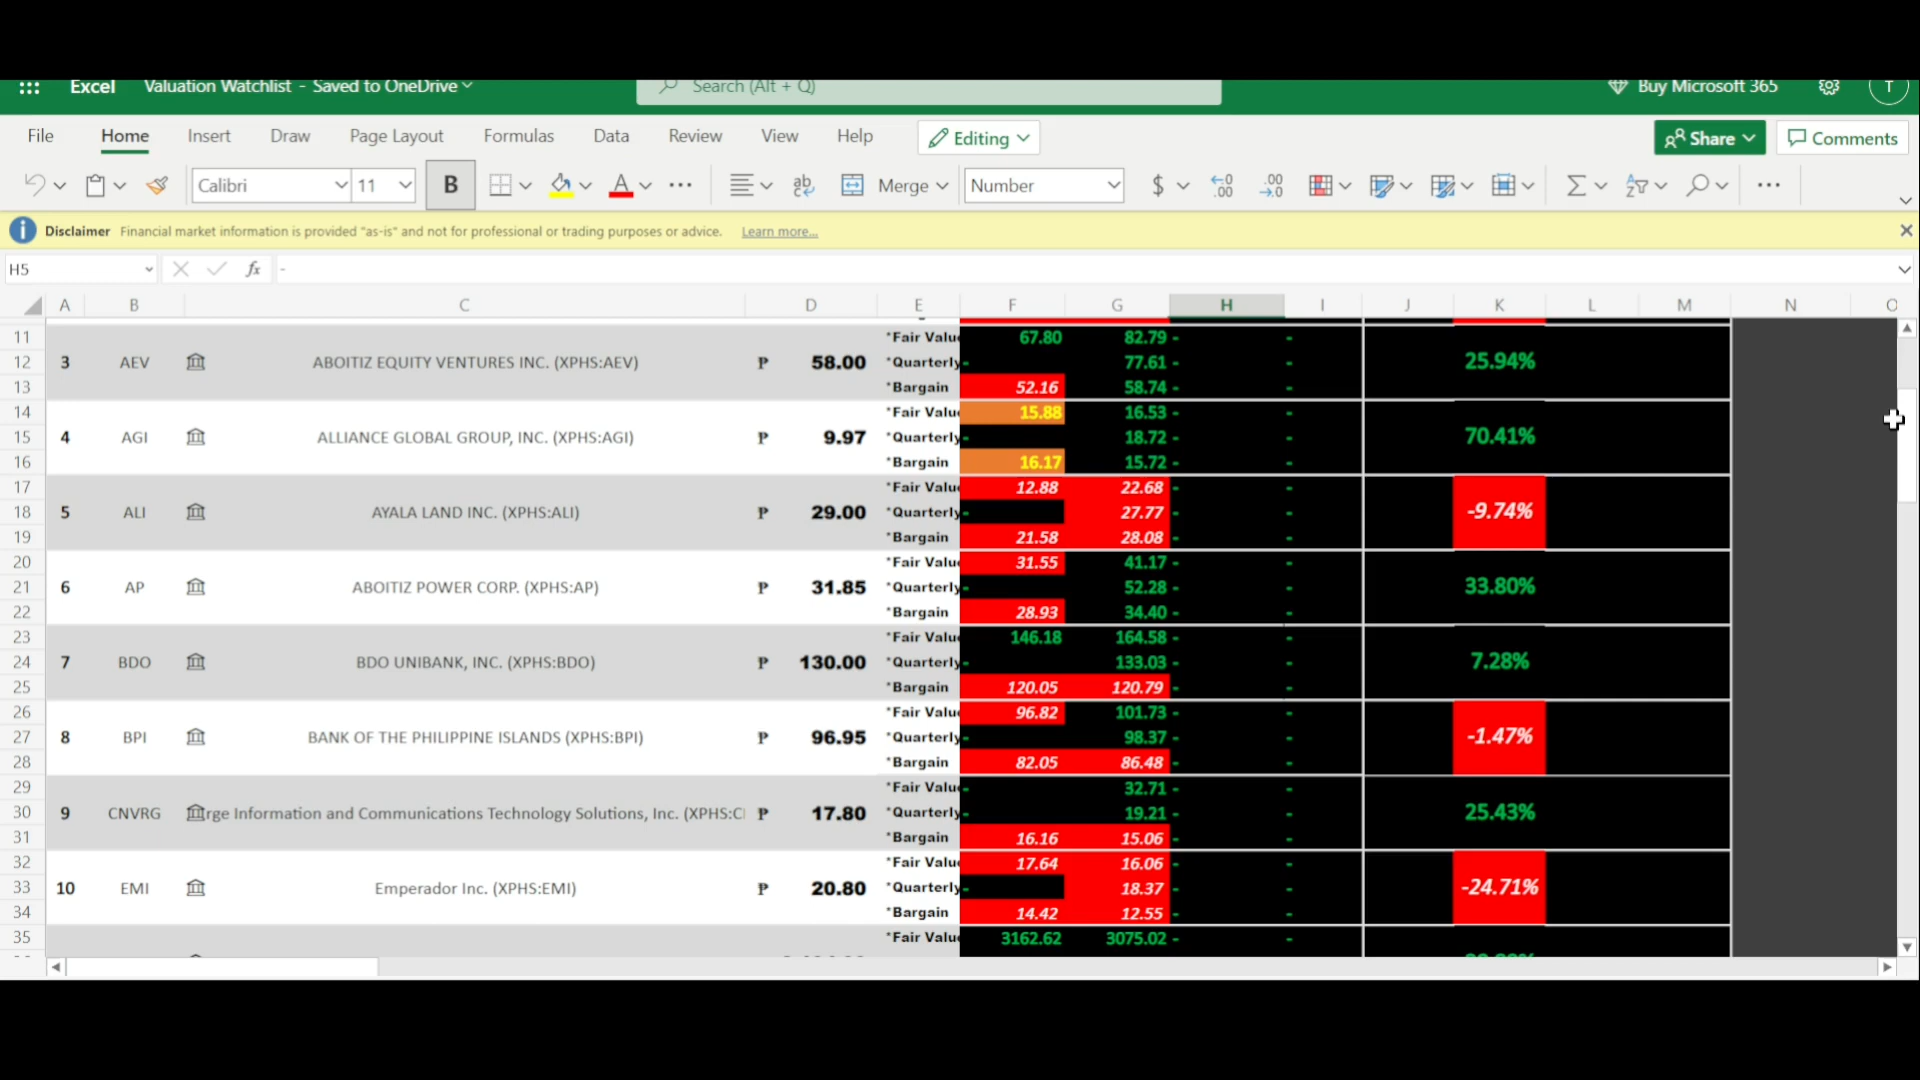 Excel Valuation Watchlist - Saved to OneDrive Search (Alt + Q) Buy Microsoft 365 T
File Home Insert Draw Page Layout Formulas Data Review View Help Editing Share Comments
Calibri 11 B A ab Merge Number $
Disclaimer Financial market information is provided "as-is" and not for professional or trading purposes or advice. Learn more...
H5 fx -
A B C D E F G H I J K L M N O
11 *Fair Valu 67.80 82.79 - -
12 3 AEV ABOITIZ EQUITY VENTURES INC. (XPHS:AEV) ₱ 58.00 *Quarterly - 77.61 - - 25.94%
13 *Bargain 52.16 58.74 - -
14 *Fair Valu 15.88 16.53 - -
15 4 AGI ALLIANCE GLOBAL GROUP, INC. (XPHS:AGI) ₱ 9.97 *Quarterly - 18.72 - - 70.41%
16 *Bargain 16.17 15.72 - -
17 *Fair Valu 12.88 22.68 - -
18 5 ALI AYALA LAND INC. (XPHS:ALI) ₱ 29.00 *Quarterly - 27.77 - - -9.74%
19 *Bargain 21.58 28.08 - -
20 *Fair Valu 31.55 41.17 - -
21 6 AP ABOITIZ POWER CORP. (XPHS:AP) ₱ 31.85 *Quarterly - 52.28 - - 33.80%
22 *Bargain 28.93 34.40 - -
23 *Fair Valu 146.18 164.58 - -
24 7 BDO BDO UNIBANK, INC. (XPHS:BDO) ₱ 130.00 *Quarterly - 133.03 - - 7.28%
25 *Bargain 120.05 120.79 - -
26 *Fair Valu 96.82 101.73 - -
27 8 BPI BANK OF THE PHILIPPINE ISLANDS (XPHS:BPI) ₱ 96.95 *Quarterly - 98.37 - - -1.47%
28 *Bargain 82.05 86.48 - -
29 *Fair Valu - 32.71 - -
30 9 CNVRG rge Information and Communications Technology Solutions, Inc. (XPHS:C ₱ 17.80 *Quarterly - 19.21 - - 25.43%
31 *Bargain 16.16 15.06 - -
32 *Fair Valu 17.64 16.06 - -
33 10 EMI Emperador Inc. (XPHS:EMI) ₱ 20.80 *Quarterly - 18.37 - - -24.71%
34 *Bargain 14.42 12.55 - -
35 *Fair Valu 3162.62 3075.02 - -